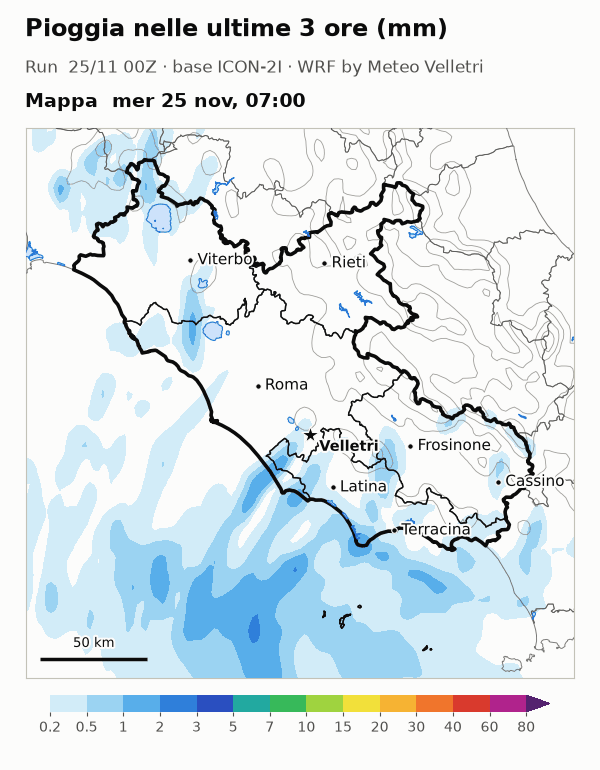 Pioggia nelle ultime 3 ore (mm)
Run  25/11 00Z · base ICON-2I · WRF by Meteo Velletri
Mappa  mer 25 nov, 07:00
Viterbo
Rieti
Roma
Velletri
Frosinone
Cassino
Latina
Terracina
50 km
0.2 0.5 1 2 3 5 7 10 15 20 30 40 60 80